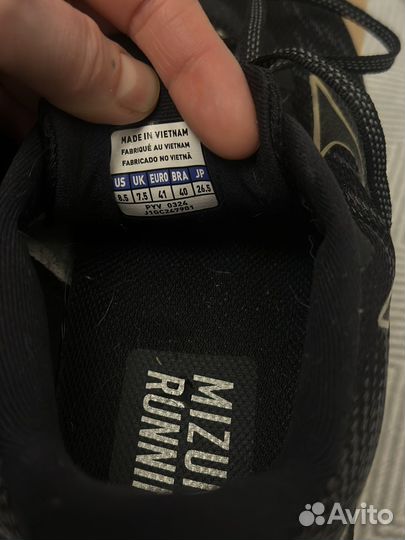 MADE IN VIETNAM
FABRIQUÉ AU VIETNAM
FABRICADO NO VIETNÃ
US UK EURO BRA JP
8.5 7.5 41 40 26.5
PYV 0324
J1GC247901
MIZU
RUNNI
Avito